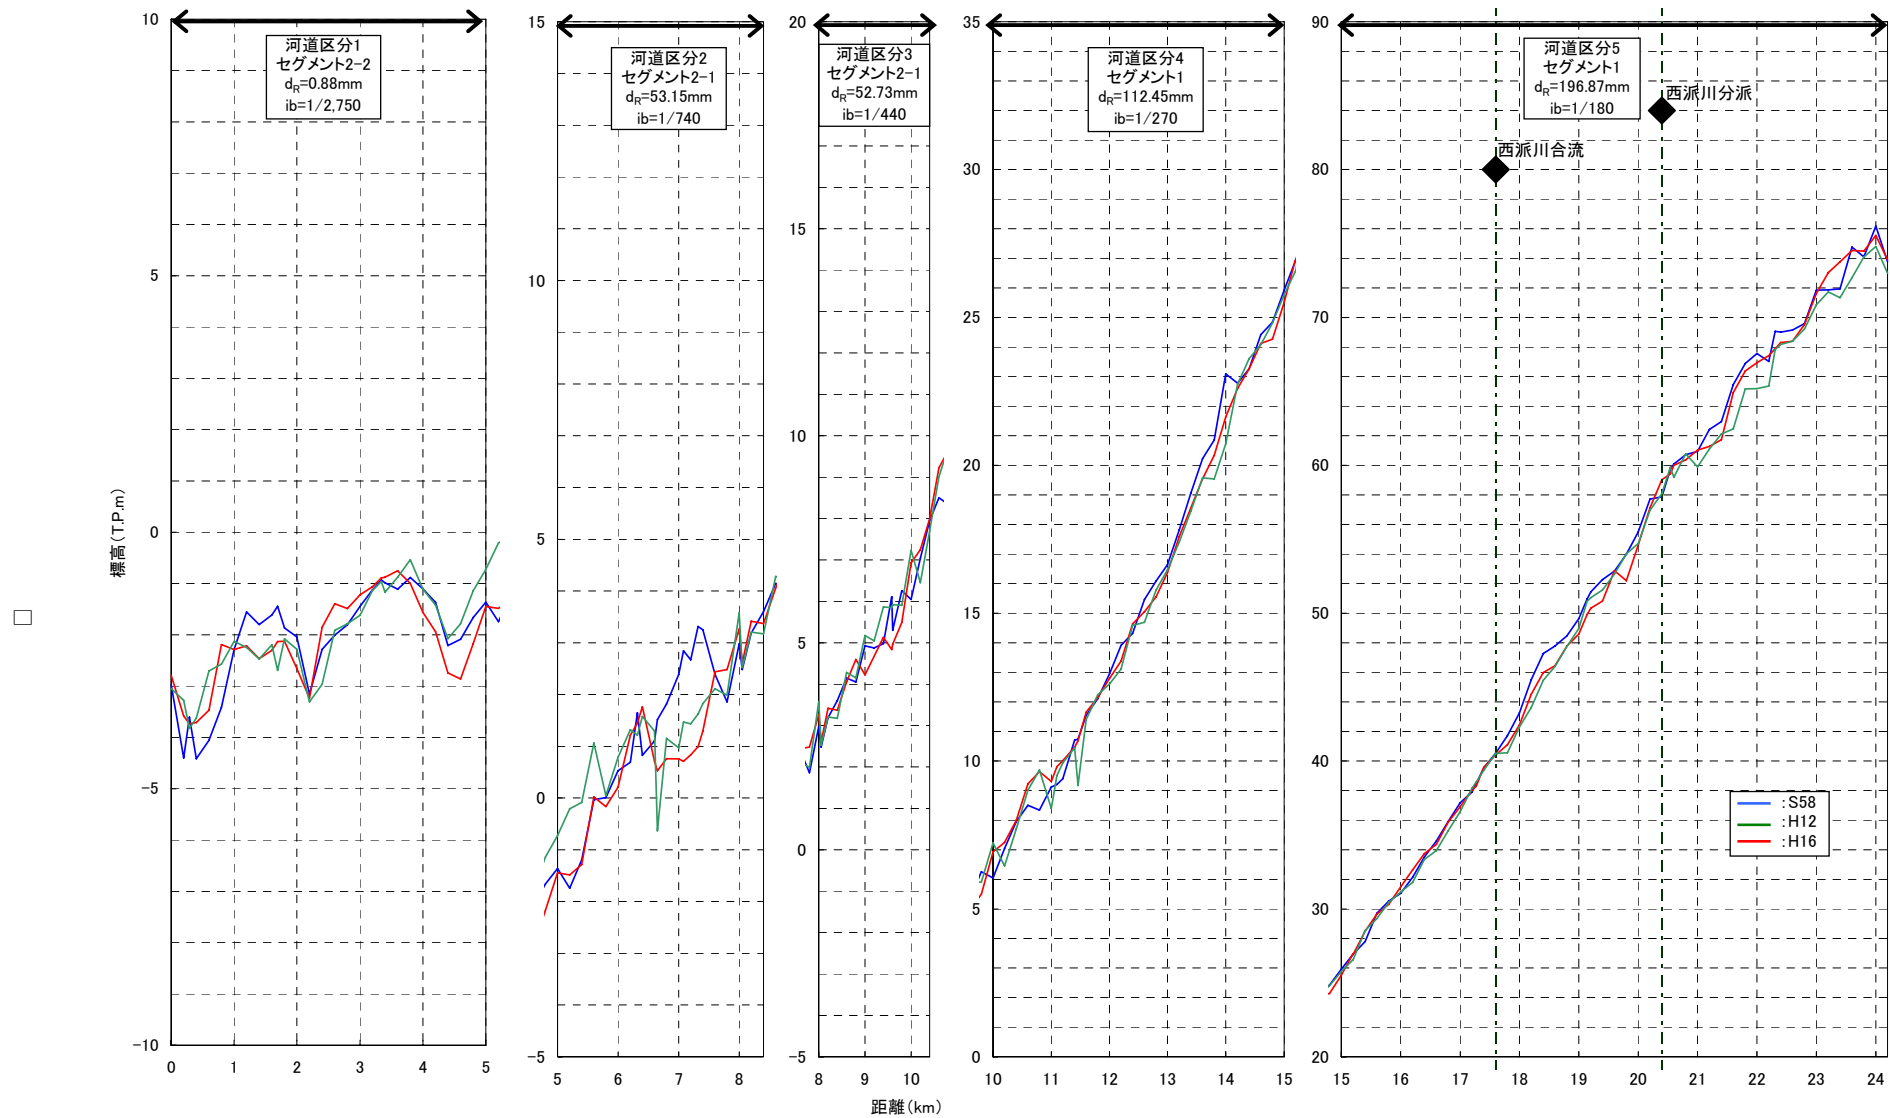 河道区分1
セグメント2-2
dR=0.88mm
ib=1/2,750
河道区分2
セグメント2-1
dR=53.15mm
ib=1/740
河道区分3
セグメント2-1
dR=52.73mm
ib=1/440
河道区分4
セグメント1
dR=112.45mm
ib=1/270
河道区分5
セグメント1
dR=196.87mm
ib=1/180
西派川分派
西派川合流
:S58
:H12
:H16
標高(T.P.m)
10
5
0
-5
-10
0 1 2 3 4 5
15
10
5
0
-5
5 6 7 8
20
15
10
5
0
-5
8 9 10
35
30
25
20
15
10
5
0
10 11 12 13 14 15
90
80
70
60
50
40
30
20
15 16 17 18 19 20 21 22 23 24
距離(km)